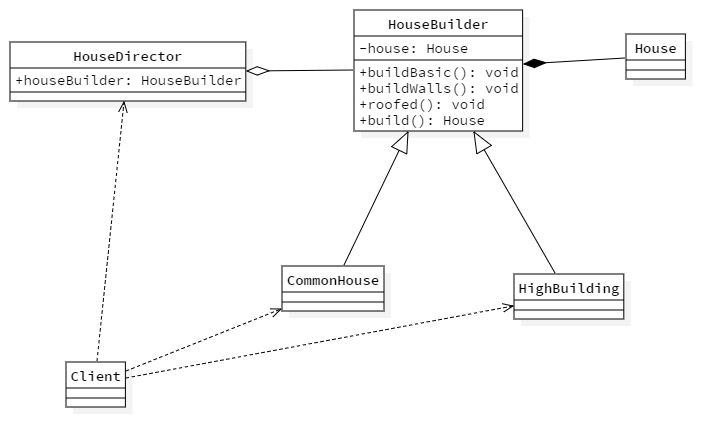 HouseBuilder
-house: House
+buildBasic(): void
+buildWalls(): void
+roofed(): void
+build(): House
House
HouseDirector
+houseBuilder: HouseBuilder
CommonHouse
HighBuilding
Client